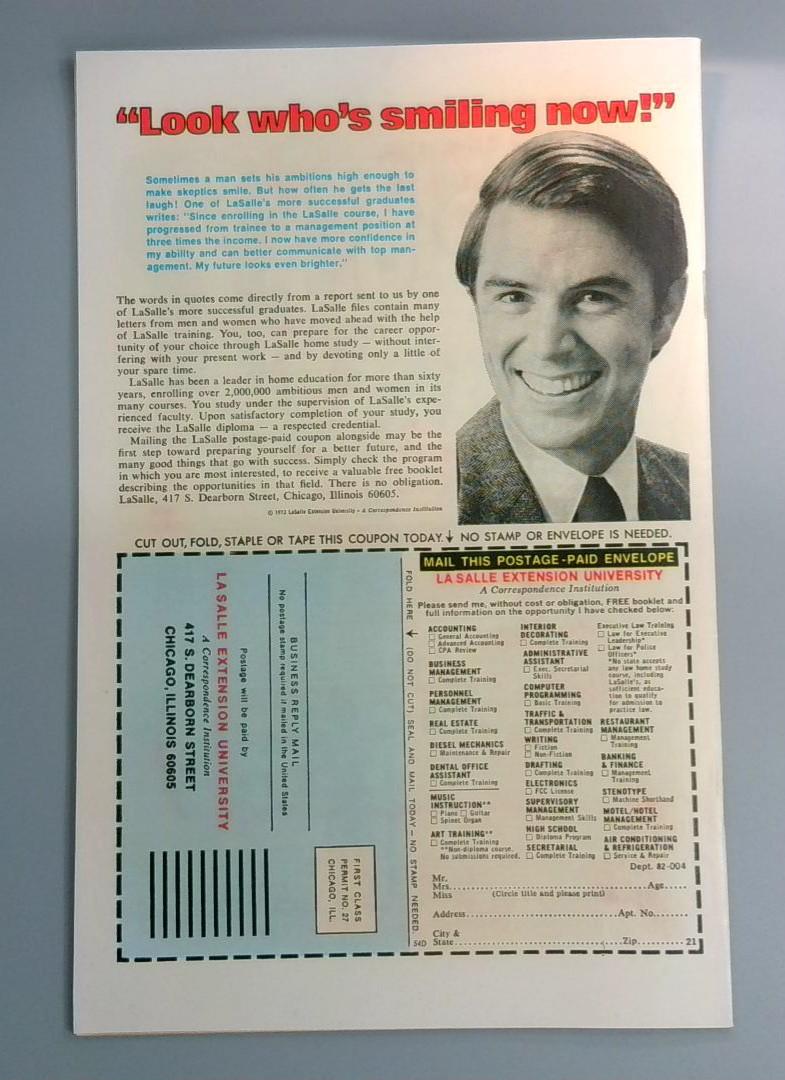 “Look who's smiling now!”
Sometimes a man sets his ambitions high enough to
make skeptics smile. But how often he gets the last
laugh! One of LaSalle's more successful graduates
writes: "Since enrolling in the LaSalle course, I have
progressed from trainee to a management position at
three times the income. I now have more confidence in
my ability and can better communicate with top man-
agement. My future looks even brighter."
The words in quotes come directly from a report sent to us by one
of LaSalle's more successful graduates. LaSalle files contain many
letters from men and women who have moved ahead with the help
of LaSalle training. You, too, can prepare for the career oppor-
tunity of your choice through LaSalle home study — without inter-
fering with your present work — and by devoting only a little of
your spare time.
LaSalle has been a leader in home education for more than sixty
years, enrolling over 2,000,000 ambitious men and women in its
many courses. You study under the supervision of LaSalle's expe-
rienced faculty. Upon satisfactory completion of your study, you
receive the LaSalle diploma — a respected credential.
Mailing the LaSalle postage-paid coupon alongside may be the
first step toward preparing yourself for a better future, and the
many good things that go with success. Simply check the program
in which you are most interested, to receive a valuable free booklet
describing the opportunities in that field. There is no obligation.
LaSalle, 417 S. Dearborn Street, Chicago, Illinois 60605.
© 1972 LaSalle Extension University • A Correspondence Institution
CUT OUT, FOLD, STAPLE OR TAPE THIS COUPON TODAY. NO STAMP OR ENVELOPE IS NEEDED.
BUSINESS REPLY MAIL
No postage stamp required if mailed in the United States
Postage will be paid by
LA SALLE EXTENSION UNIVERSITY
A Correspondence Institution
417 S. DEARBORN STREET
CHICAGO, ILLINOIS 60605
FIRST CLASS
PERMIT NO. 27
CHICAGO, ILL.
FOLD HERE (DO NOT CUT) SEAL AND MAIL TODAY — NO STAMP NEEDED.
MAIL THIS POSTAGE-PAID ENVELOPE
LA SALLE EXTENSION UNIVERSITY
A Correspondence Institution
Please send me, without cost or obligation, FREE booklet and
full information on the opportunity I have checked below:
ACCOUNTING
General Accounting
Advanced Accounting
CPA Review
BUSINESS
MANAGEMENT
Complete Training
PERSONNEL
MANAGEMENT
Complete Training
REAL ESTATE
Complete Training
DIESEL MECHANICS
Maintenance & Repair
DENTAL OFFICE
ASSISTANT
Complete Training
MUSIC
INSTRUCTION**
Piano Guitar
Spinet Organ
ART TRAINING**
Complete Training
**Non-diploma course.
No submissions required.
INTERIOR
DECORATING
Complete Training
ADMINISTRATIVE
ASSISTANT
Exec. Secretarial
Skills
COMPUTER
PROGRAMMING
Basic Training
TRAFFIC &
TRANSPORTATION
Complete Training
WRITING
Fiction
Non-Fiction
DRAFTING
Complete Training
ELECTRONICS
FCC License
SUPERVISORY
MANAGEMENT
Management Skills
HIGH SCHOOL
Diploma Program
SECRETARIAL
Complete Training
Executive Law Training
Law for Executive
Leadership*
Law for Police
Officers*
*No state accepts
any law home study
course, including
LaSalle's, as
sufficient educa-
tion to qualify
for admission to
practice law.
RESTAURANT
MANAGEMENT
Management
Training
BANKING
& FINANCE
Management
Training
STENOTYPE
Machine Shorthand
MOTEL/HOTEL
MANAGEMENT
Complete Training
AIR CONDITIONING
& REFRIGERATION
Service & Repair
Dept. 82-004
Mr.
Mrs. Age
Miss (Circle title and please print)
Address Apt. No.
City &
State Zip 21
54D